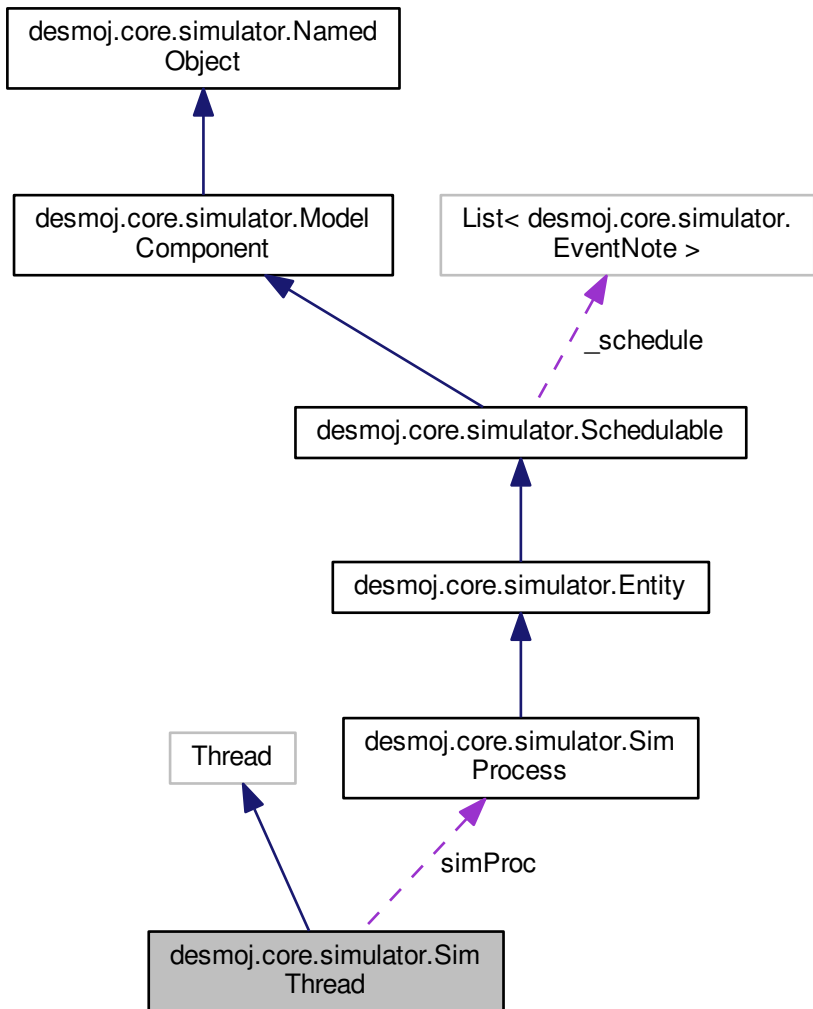 desmoj.core.simulator.Named
Object
desmoj.core.simulator.Model
Component
List< desmoj.core.simulator.
EventNote >
_schedule
desmoj.core.simulator.Schedulable
desmoj.core.simulator.Entity
Thread
desmoj.core.simulator.Sim
Process
simProc
desmoj.core.simulator.Sim
Thread